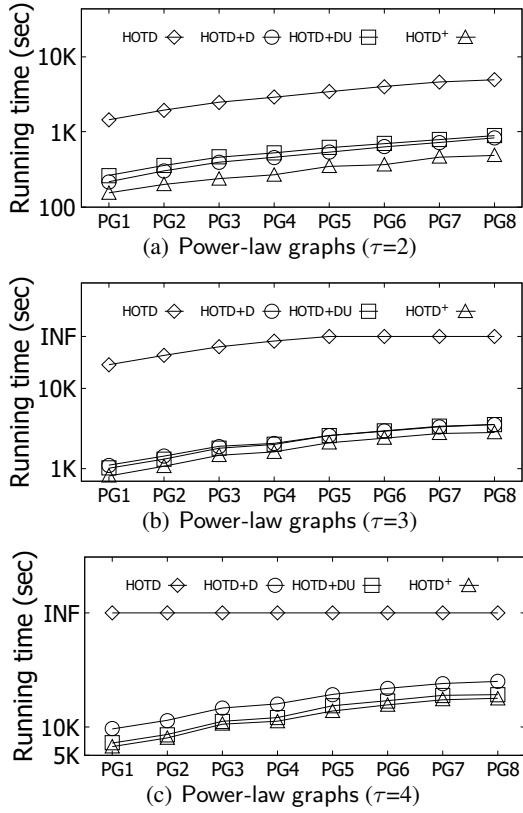 HOTD HOTD+D HOTD+DU HOTD+
Running time (sec)
10K
1K
100
PG1 PG2 PG3 PG4 PG5 PG6 PG7 PG8
(a) Power-law graphs (τ=2)
HOTD HOTD+D HOTD+DU HOTD+
Running time (sec)
INF
10K
1K
PG1 PG2 PG3 PG4 PG5 PG6 PG7 PG8
(b) Power-law graphs (τ=3)
HOTD HOTD+D HOTD+DU HOTD+
Running time (sec)
INF
10K
5K
PG1 PG2 PG3 PG4 PG5 PG6 PG7 PG8
(c) Power-law graphs (τ=4)